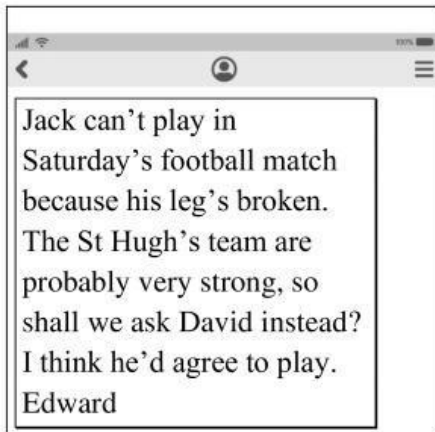 100%
Jack can’t play in
Saturday’s football match
because his leg’s broken.
The St Hugh’s team are
probably very strong, so
shall we ask David instead?
I think he’d agree to play.
Edward